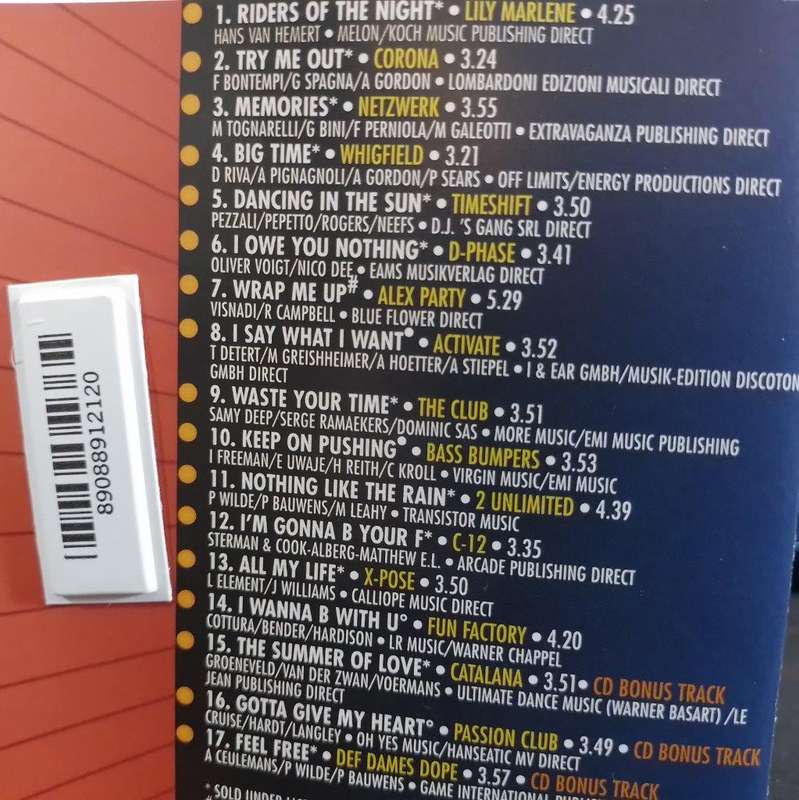 1. RIDERS OF THE NIGHT* • LILY MARLENE • 4.25
HANS VAN HEMERT • MELON/KOCH MUSIC PUBLISHING DIRECT
2. TRY ME OUT* • CORONA • 3.24
F BONTEMPI/G SPAGNA/A GORDON • LOMBARDONI EDIZIONI MUSICALI DIRECT
3. MEMORIES* • NETZWERK • 3.55
M TOGNARELLI/G BINI/F PERNIOLA/M GALEOTTI • EXTRAVAGANZA PUBLISHING DIRECT
4. BIG TIME* • WHIGFIELD • 3.21
D RIVA/A PIGNAGNOLI/A GORDON/P SEARS • OFF LIMITS/ENERGY PRODUCTIONS DIRECT
5. DANCING IN THE SUN* • TIMESHIFT • 3.50
PEZZALI/PEPETTO/ROGERS/NEEFS • D.J. 'S GANG SRL DIRECT
6. I OWE YOU NOTHING* • D-PHASE • 3.41
OLIVER VOIGT/NICO DEE • EAMS MUSIKVERLAG DIRECT
7. WRAP ME UP# • ALEX PARTY • 5.29
VISNADI/R CAMPBELL • BLUE FLOWER DIRECT
8. I SAY WHAT I WANT° • ACTIVATE • 3.52
T DETERT/M GREISHHEIMER/A HOETTER/A STIEPEL • I & EAR GMBH/MUSIK-EDITION DISCOTON
GMBH DIRECT
9. WASTE YOUR TIME* • THE CLUB • 3.51
SAMY DEEP/SERGE RAMAEKERS/DOMINIC SAS • MORE MUSIC/EMI MUSIC PUBLISHING
10. KEEP ON PUSHING° • BASS BUMPERS • 3.53
I FREEMAN/E UWAJE/H REITH/C KROLL • VIRGIN MUSIC/EMI MUSIC
11. NOTHING LIKE THE RAIN* • 2 UNLIMITED • 4.39
P WILDE/P BAUWENS/M LEAHY • TRANSISTOR MUSIC
12. I'M GONNA B YOUR F* • C-12 • 3.35
STERMAN & COOK-ALBERG-MATTHEW E.L. • ARCADE PUBLISHING DIRECT
13. ALL MY LIFE* • X-POSE • 3.50
L ELEMENT/J WILLIAMS • CALLIOPE MUSIC DIRECT
14. I WANNA B WITH U° • FUN FACTORY • 4.20
COTTURA/BENDER/HARDISON • LR MUSIC/WARNER CHAPPEL
15. THE SUMMER OF LOVE* • CATALANA • 3.51• CD BONUS TRACK
GROENEVELD/VAN DER ZWAN/VOERMANS • ULTIMATE DANCE MUSIC (WARNER BASART) /LE
JEAN PUBLISHING DIRECT
16. GOTTA GIVE MY HEART° • PASSION CLUB • 3.49 • CD BONUS TRACK
CRUISE/HARDT/LANGLEY • OH YES MUSIC/HANSEATIC MV DIRECT
17. FEEL FREE* • DEF DAMES DOPE • 3.57 • CD BONUS TRACK
A CEULEMANS/P WILDE/P BAUWENS • GAME INTERNATIONAL
* SOLD UNDER
89088912120